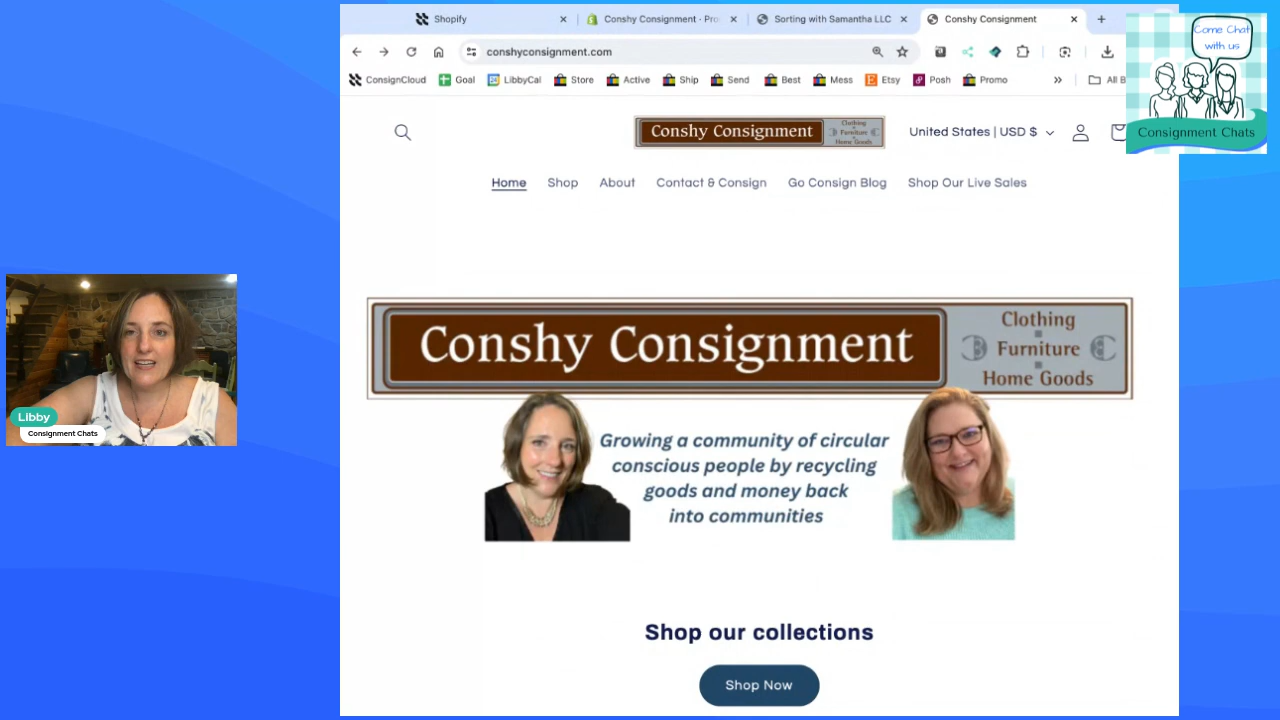 Shopify
Conshy Consignment - Pro
Sorting with Samantha LLC
Conshy Consignment
conshyconsignment.com
ConsignCloud
Goal
LibbyCal
Store
Active
Ship
Send
Best
Mess
Etsy
Posh
Promo
»
All B
Come Chat
with us
Consignment Chats
Conshy Consignment
Clothing
Furniture
Home Goods
United States | USD $
Home
Shop
About
Contact & Consign
Go Consign Blog
Shop Our Live Sales
Conshy Consignment
Clothing
Furniture
Home Goods
Growing a community of circular
conscious people by recycling
goods and money back
into communities
Libby
Consignment Chats
Shop our collections
Shop Now